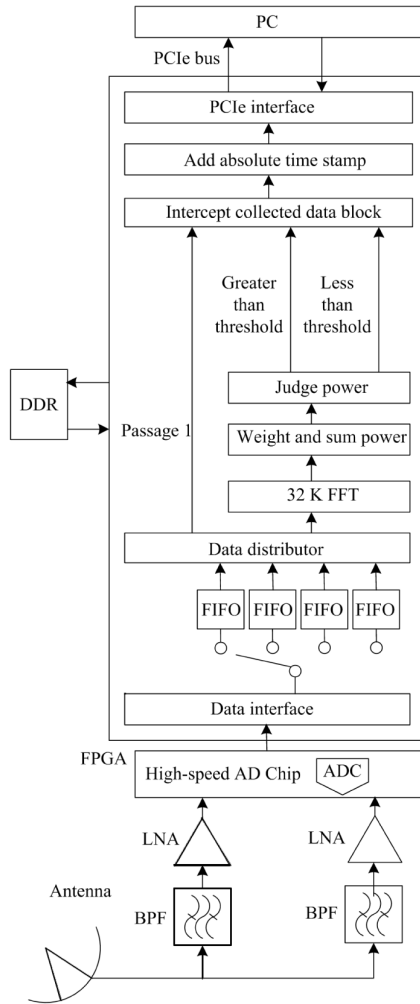 PC
PCIe bus
PCIe interface
Add absolute time stamp
Intercept collected data block
Greater
than
threshold
Less
than
threshold
DDR
Judge power
Passage 1
Weight and sum power
32 K FFT
Data distributor
FIFO
FIFO
FIFO
FIFO
Data interface
FPGA
High-speed AD Chip
ADC
LNA
LNA
Antenna
BPF
BPF